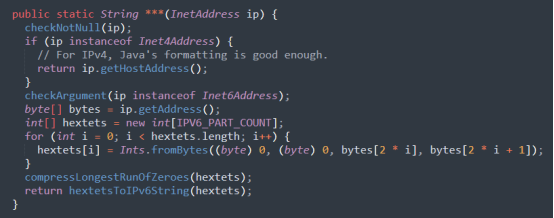 public static String ***(InetAddress ip) {
checkNotNull(ip);
if (ip instanceof Inet4Address) {
// For IPv4, Java's formatting is good enough.
return ip.getHostAddress();
}
checkArgument(ip instanceof Inet6Address);
byte[] bytes = ip.getAddress();
int[] hextets = new int[IPV6_PART_COUNT];
for (int i = 0; i < hextets.length; i++) {
hextets[i] = Ints.fromBytes((byte) 0, (byte) 0, bytes[2 * i], bytes[2 * i + 1]);
}
compressLongestRunOfZeroes(hextets);
return hextetsToIPv6String(hextets);
}